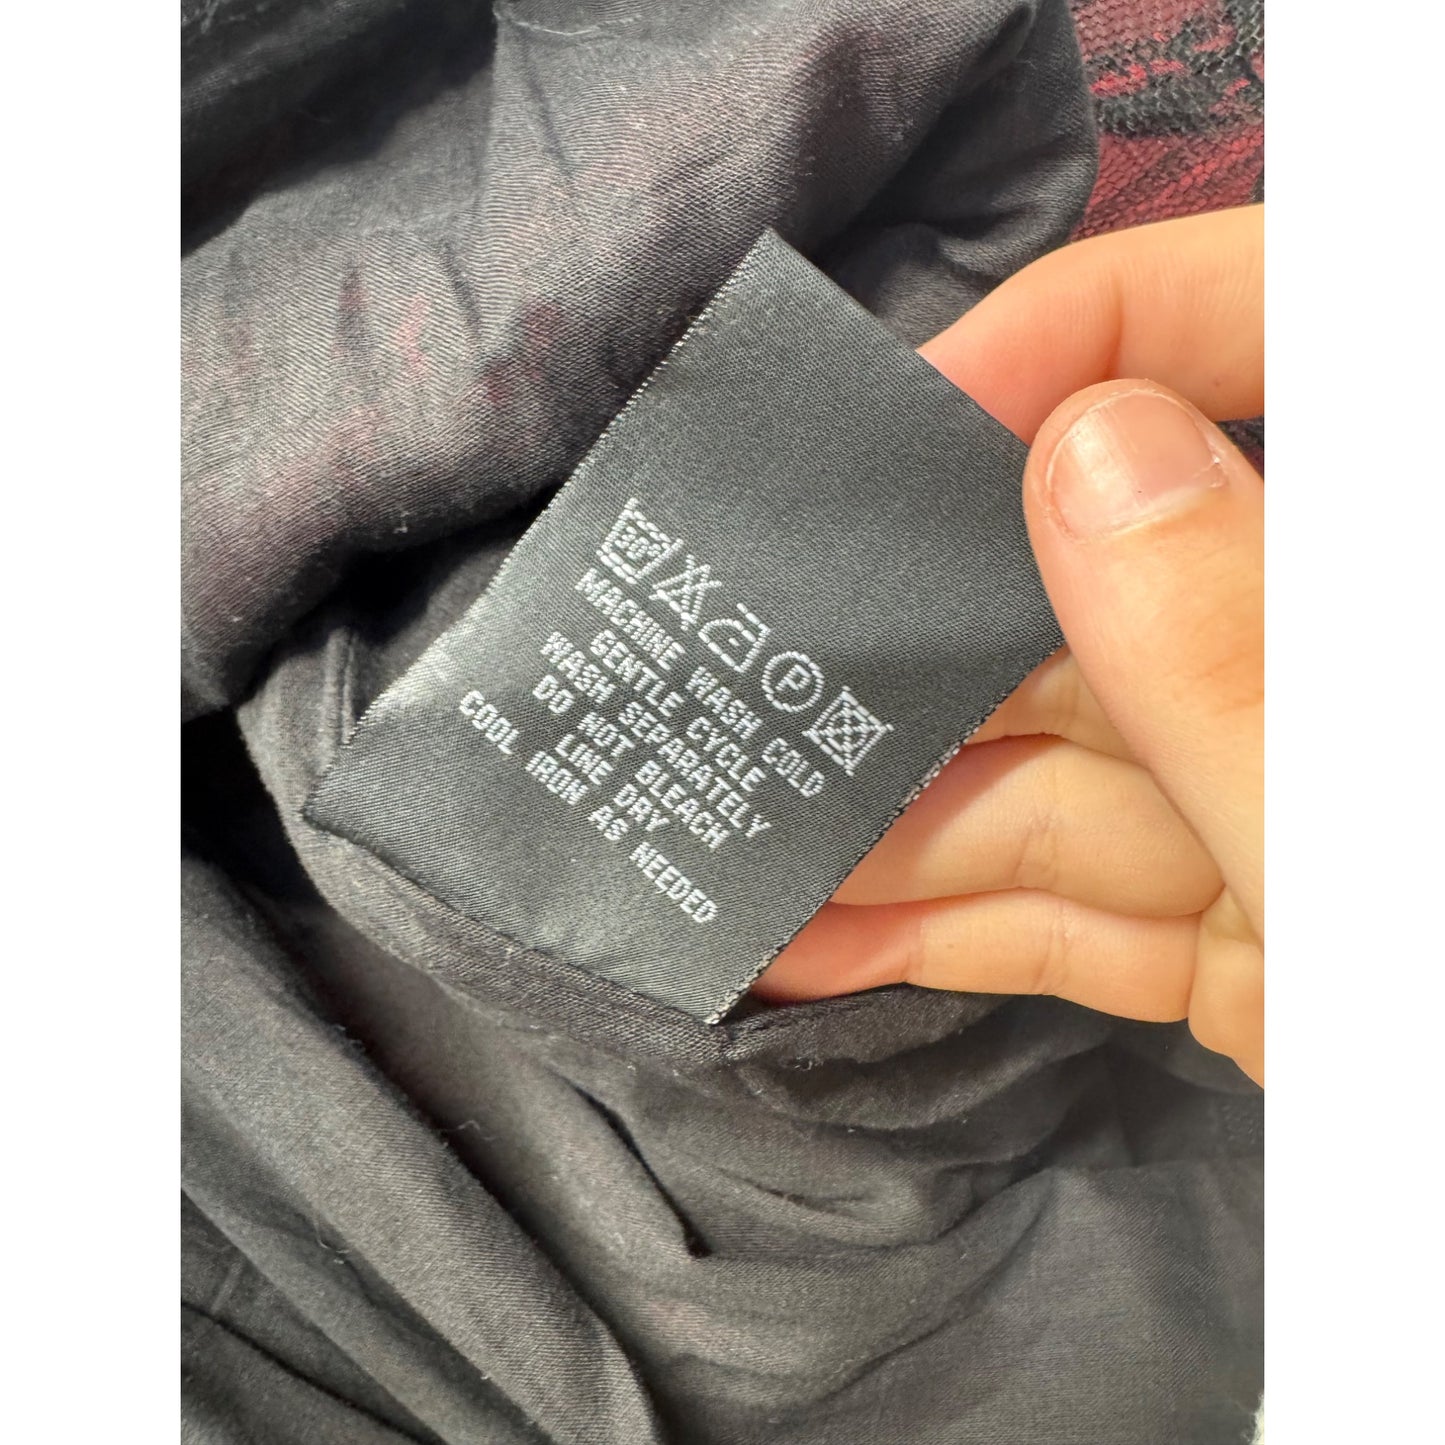 MACHINE WASH COLD
GENTLE CYCLE
WASH SEPARATELY
DO NOT BLEACH
LINE DRY
COOL IRON AS NEEDED